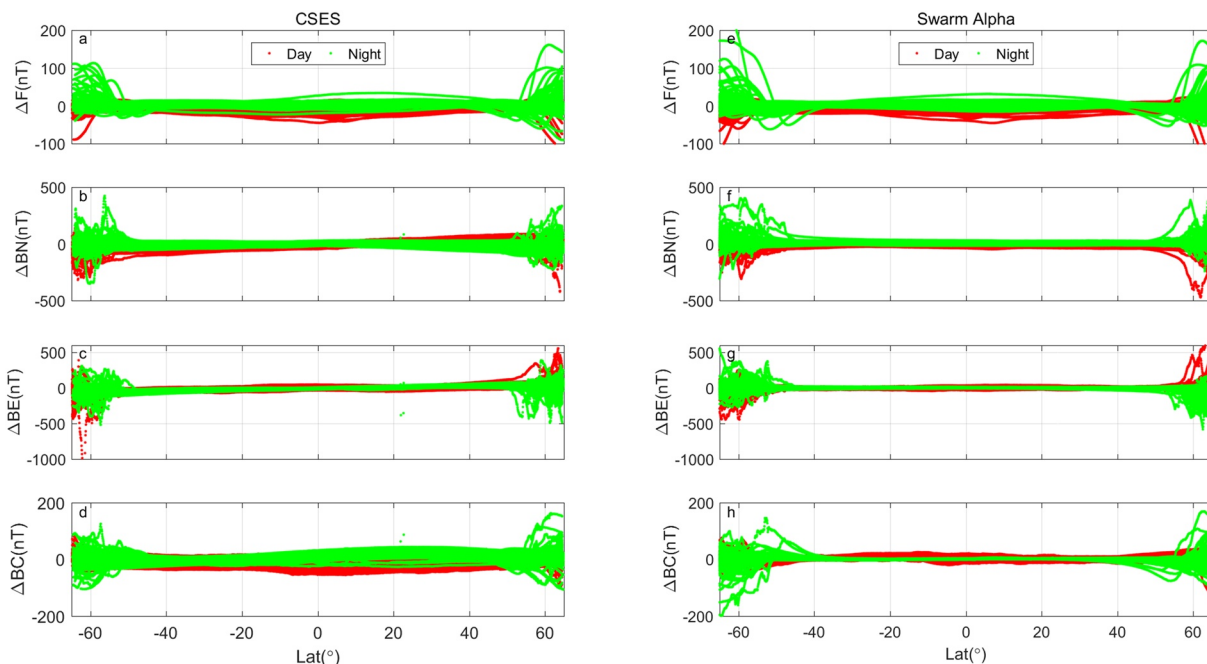 CSES
a
Day Night
ΔF(nT)
200
100
0
-100
b
ΔBN(nT)
500
0
-500
c
ΔBE(nT)
500
0
-500
-1000
d
ΔBC(nT)
200
0
-200
-60 -40 -20 0 20 40 60
Lat(°)
Swarm Alpha
e
Day Night
ΔF(nT)
200
100
0
-100
f
ΔBN(nT)
500
0
-500
g
ΔBE(nT)
500
0
-500
-1000
h
ΔBC(nT)
200
0
-200
-60 -40 -20 0 20 40 60
Lat(°)